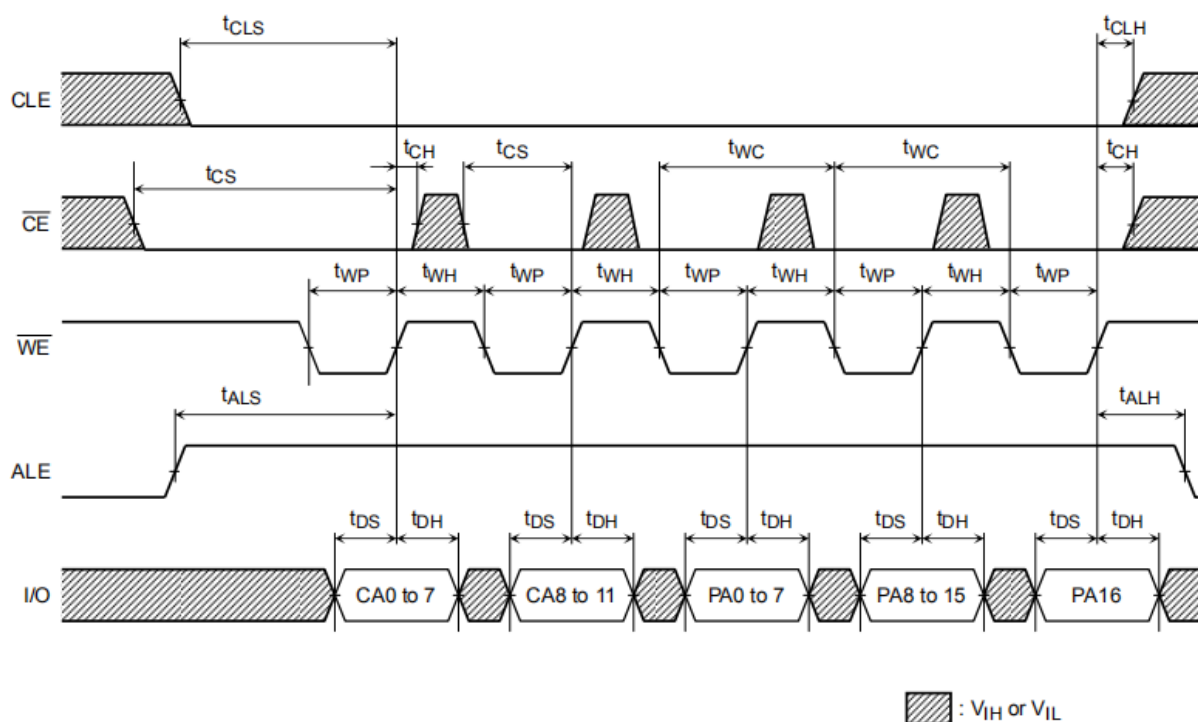 tCLS
tCLH
CLE
tCH
tCS
tWC
tWC
tCH
tCS
CE
tWP
tWH
tWP
tWH
tWP
tWH
tWP
tWH
tWP
WE
tALS
tALH
ALE
tDS
tDH
tDS
tDH
tDS
tDH
tDS
tDH
tDS
tDH
I/O
CA0 to 7
CA8 to 11
PA0 to 7
PA8 to 15
PA16
: VIH or VIL